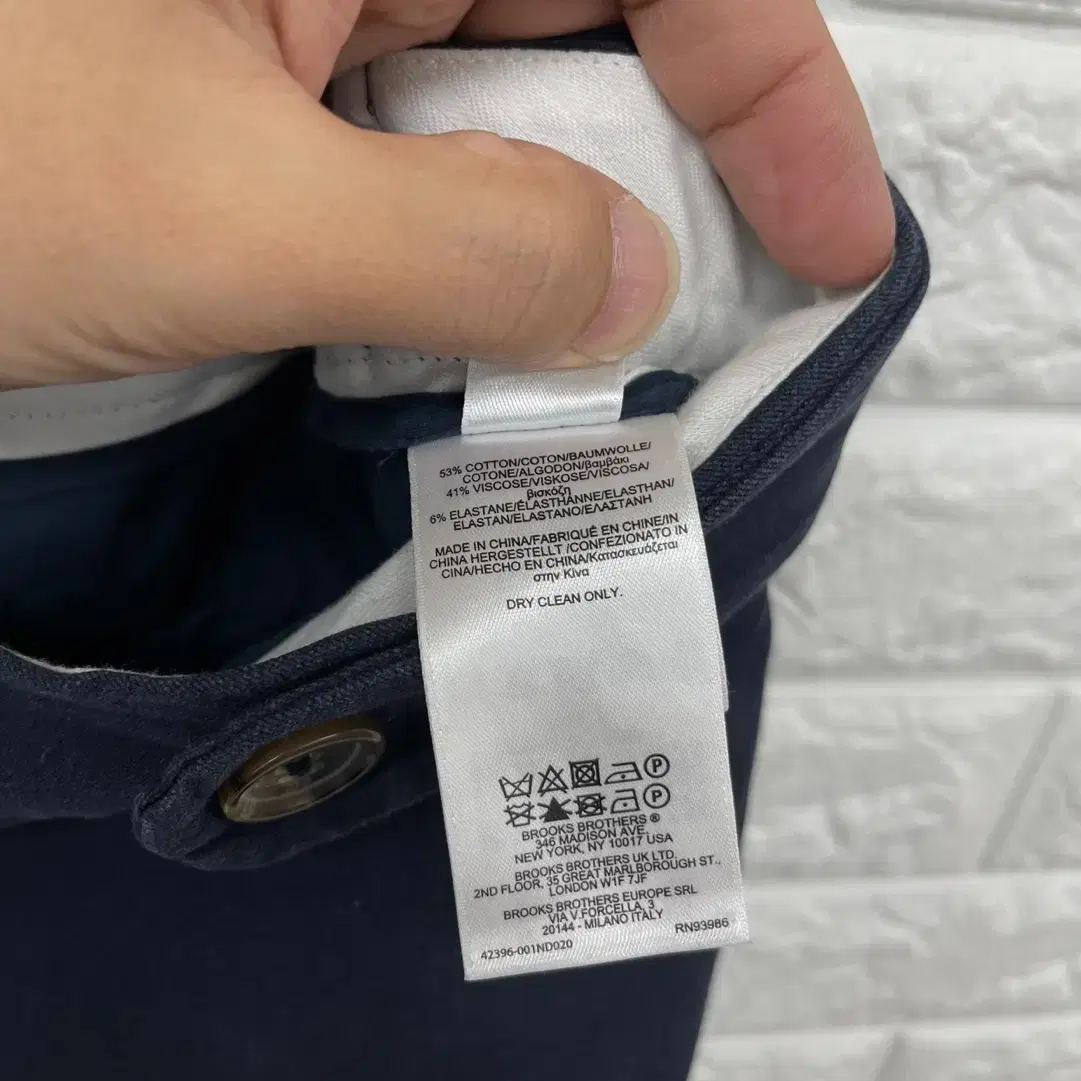 53% COTTON/COTON/BAUMWOLLE/
COTONE/ALGODON/βαμβάκι
41% VISCOSE/VISKOSE/VISCOSA/
βισκόζη
6% ELASTANE/ÉLASTHANNE/ELASTHAN/
ELASTAN/ELASTANO/ΕΛΑΣΤΑΝΗ
MADE IN CHINA/FABRIQUÉ EN CHINE/IN
CHINA HERGESTELLT /CONFEZIONATO IN
CINA/HECHO EN CHINA/Κατασκευάζεται
στην Κίνα
DRY CLEAN ONLY.
P
P
BROOKS BROTHERS ®
346 MADISON AVE.
NEW YORK, NY 10017 USA
BROOKS BROTHERS UK LTD.
2ND FLOOR, 35 GREAT MARLBOROUGH ST.,
LONDON W1F 7JF
BROOKS BROTHERS EUROPE SRL
VIA V.FORCELLA, 3
20144 - MILANO ITALY
RN93986
42396-001ND020